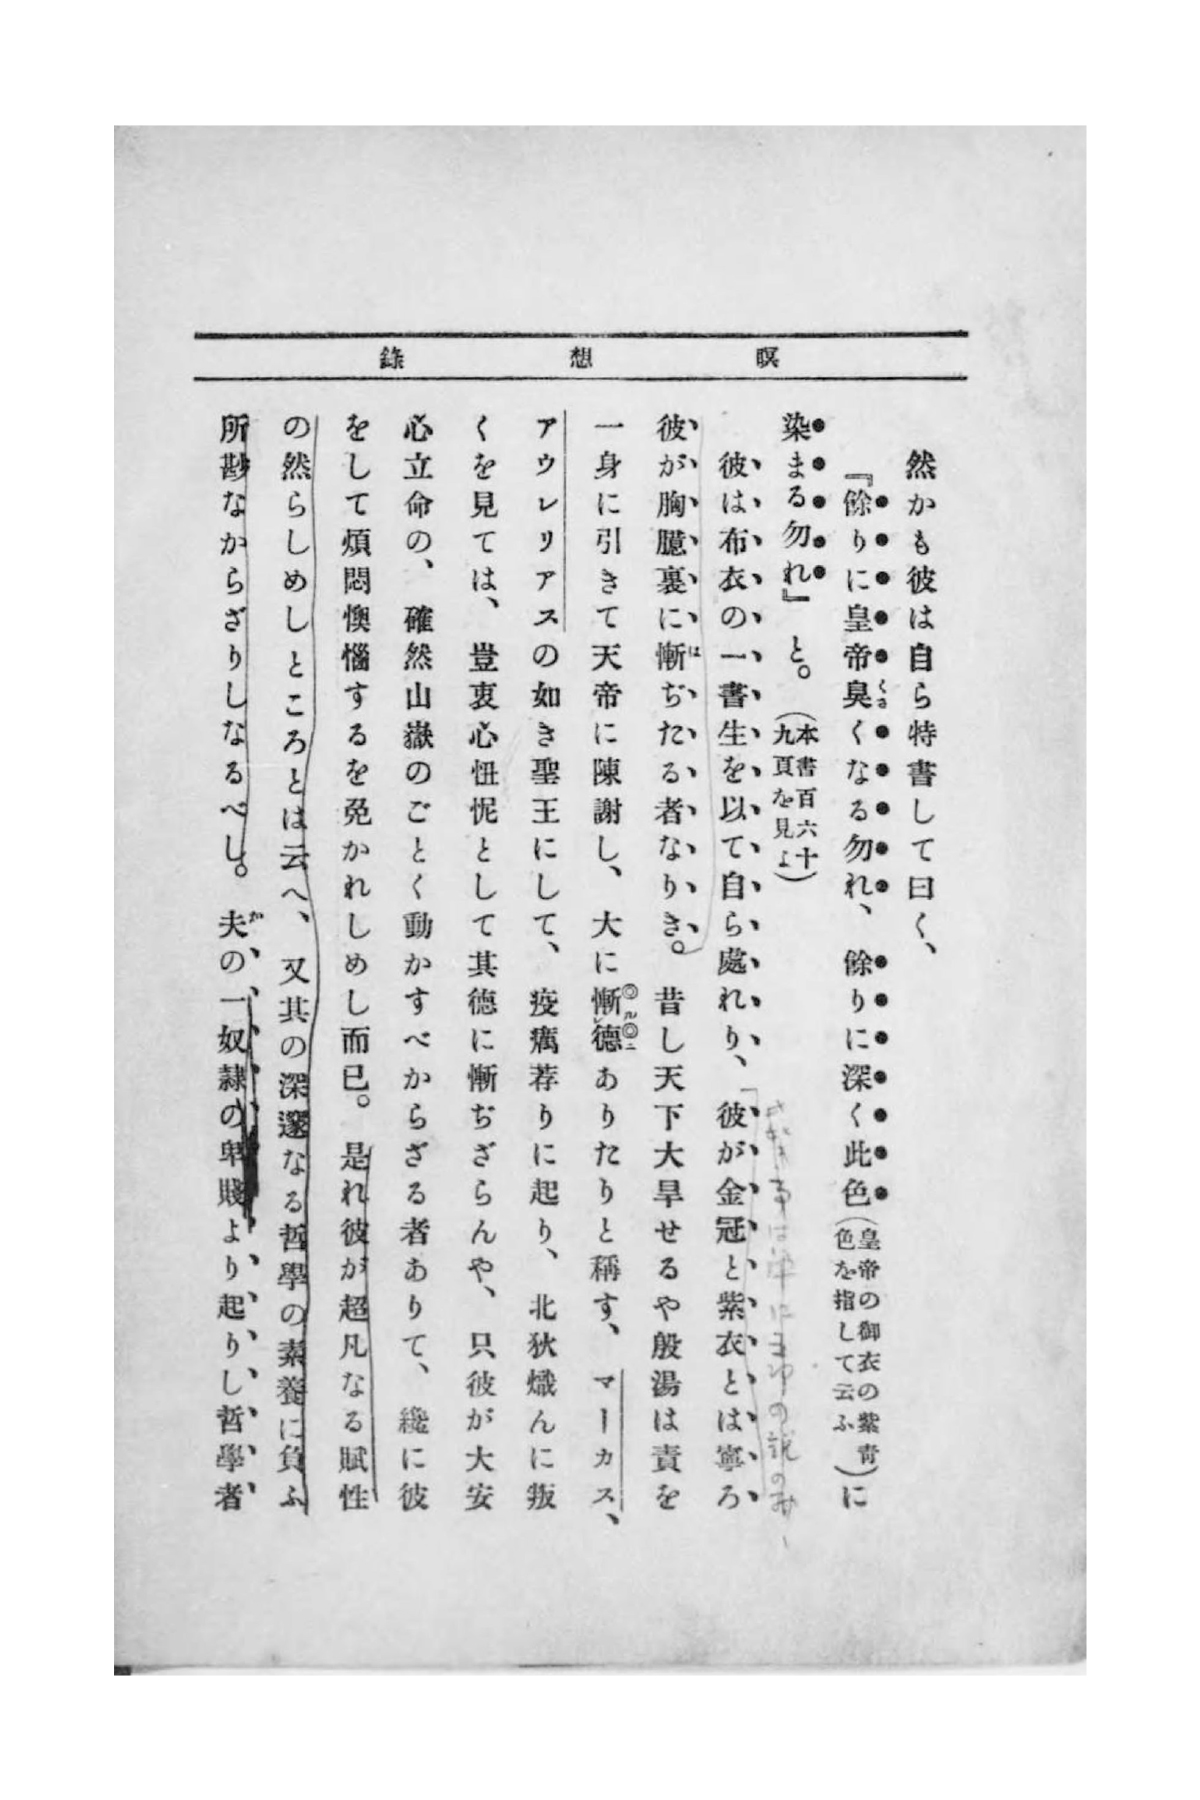 瞑想錄
然かも彼は自ら特書して曰く、
『餘りに皇帝臭くなる勿れ、餘りに深く此色(皇帝の御衣の紫青色を指して云ふ)に
染まる勿れ』と。(本書百六十九頁を見よ)
彼は布衣の一書生を以て自ら處れり、彼が金冠と紫衣とは寧ろ
彼が胸臆裏に慚ぢたる者なりき。昔し天下大旱せるや殷湯は責を
一身に引きて天帝に陳謝し、大に慚德ありたりと稱す、マーカス、
アウレリアスの如き聖王にして、疫癘荐りに起り、北狄熾んに叛
くを見ては、豈衷心忸怩として其德に慚ぢざらんや、只彼が大安
心立命の、確然山嶽のごとく動かすべからざる者ありて、纔に彼
をして煩悶懊惱するを免かれしめし而已。是れ彼が超凡なる賦性
の然らしめしところとは云へ、又其の深邃なる哲學の素養に負ふ
所尠なからざりしなるべし。夫の一奴隷の卑賤より起りし哲學者